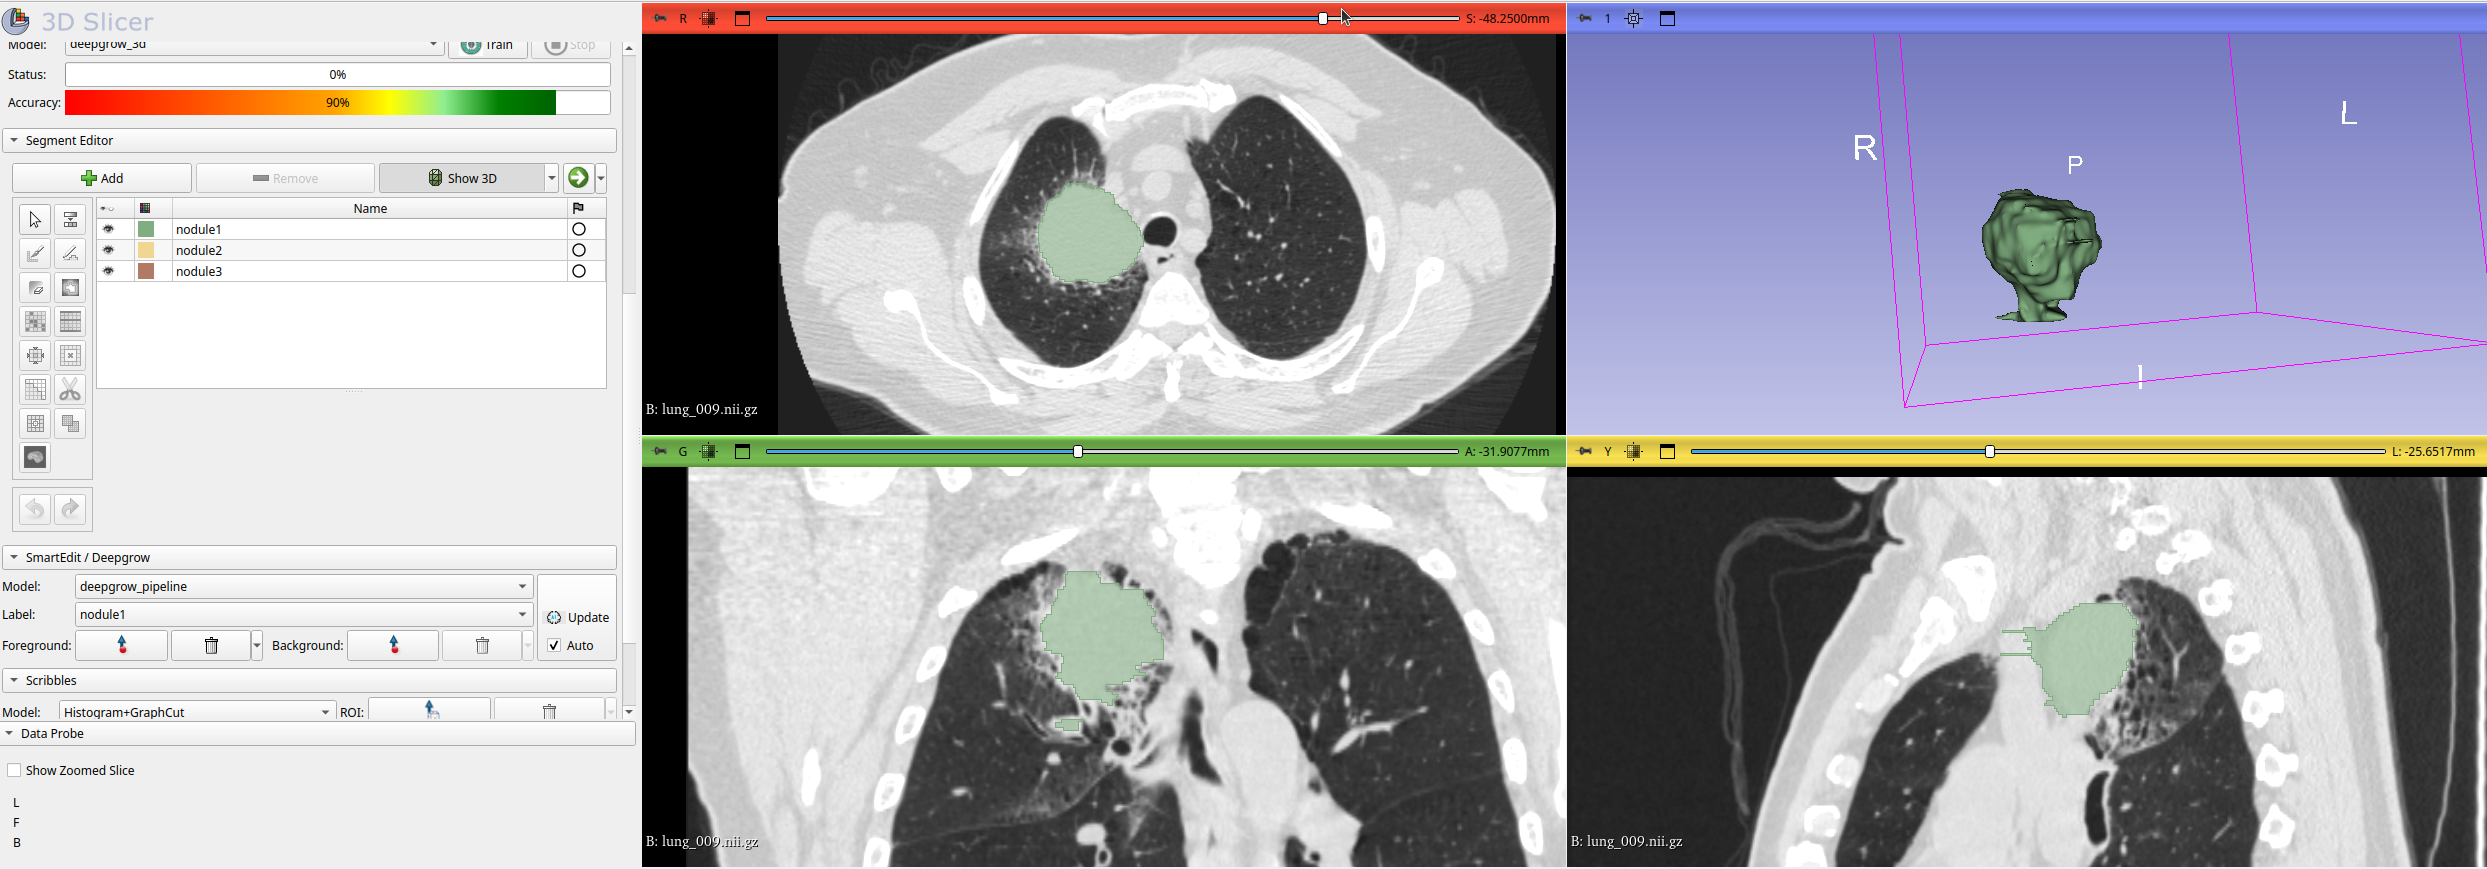 3D Slicer
Model: deepgrow_3d Train Stop
Status: 0%
Accuracy: 90%
Segment Editor
Add Remove Show 3D
Name
nodule1
nodule2
nodule3
SmartEdit / Deepgrow
Model: deepgrow_pipeline
Label: nodule1
Update
Foreground: Background: Auto
Scribbles
Model: Histogram+GraphCut ROI:
Data Probe
Show Zoomed Slice
L
F
B
R S: -48.2500mm
B: lung_009.nii.gz
1
R
P
L
I
G A: -31.9077mm
B: lung_009.nii.gz
Y L: -25.6517mm
B: lung_009.nii.gz